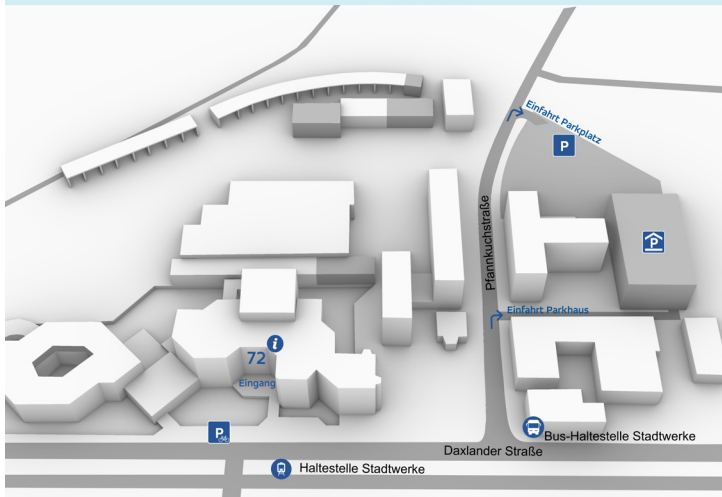 Einfahrt Parkplatz
P
Pfannkuchstraße
P
Einfahrt Parkhaus
i
72
Eingang
P
Bus-Haltestelle Stadtwerke
Daxlander Straße
Haltestelle Stadtwerke